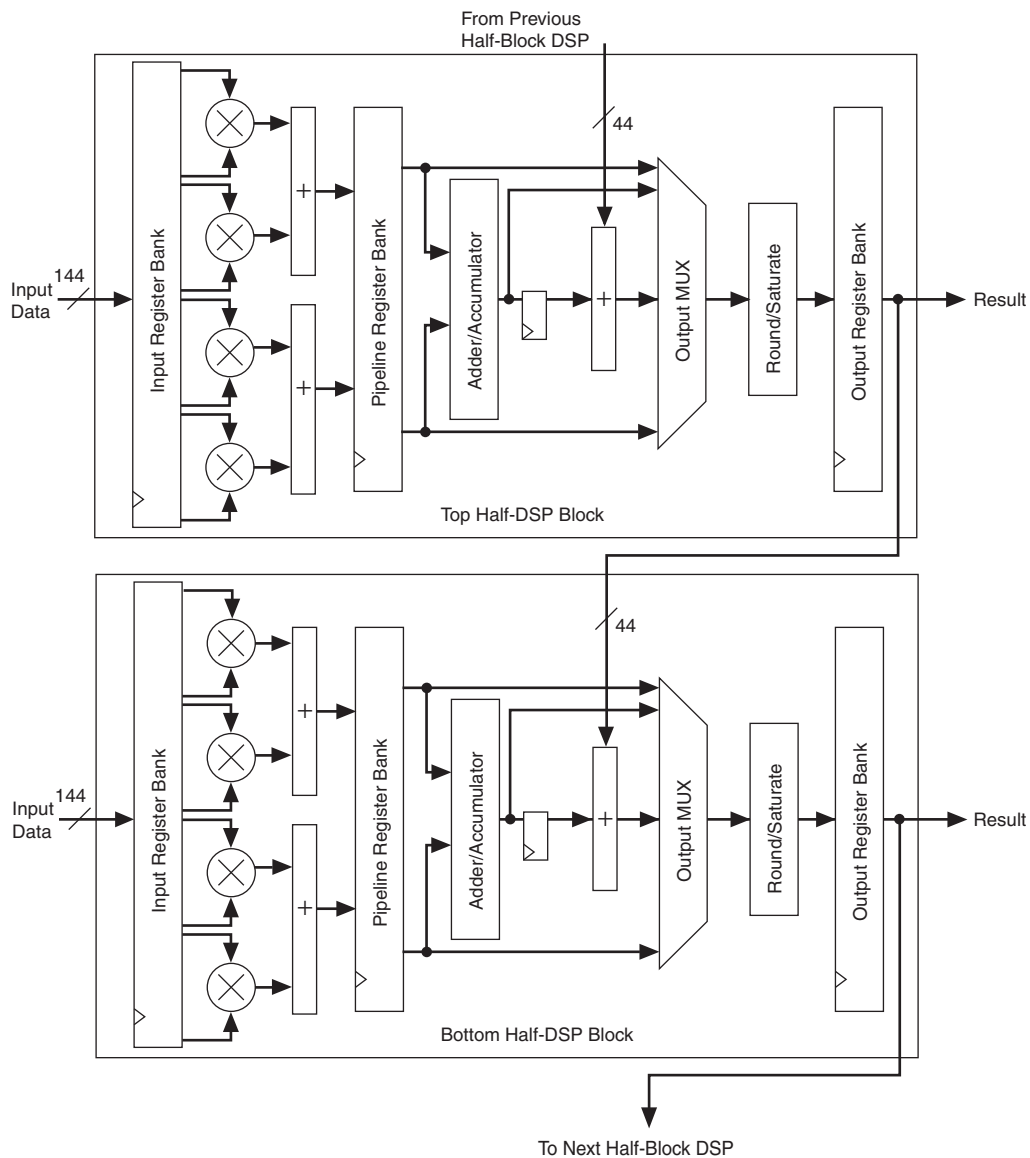 From Previous
Half-Block DSP
44
144
Input
Data
Input Register Bank
+
+
Pipeline Register Bank
Adder/Accumulator
+
Output MUX
Round/Saturate
Output Register Bank
Result
Top Half-DSP Block
44
144
Input
Data
Input Register Bank
+
+
Pipeline Register Bank
Adder/Accumulator
+
Output MUX
Round/Saturate
Output Register Bank
Result
Bottom Half-DSP Block
To Next Half-Block DSP